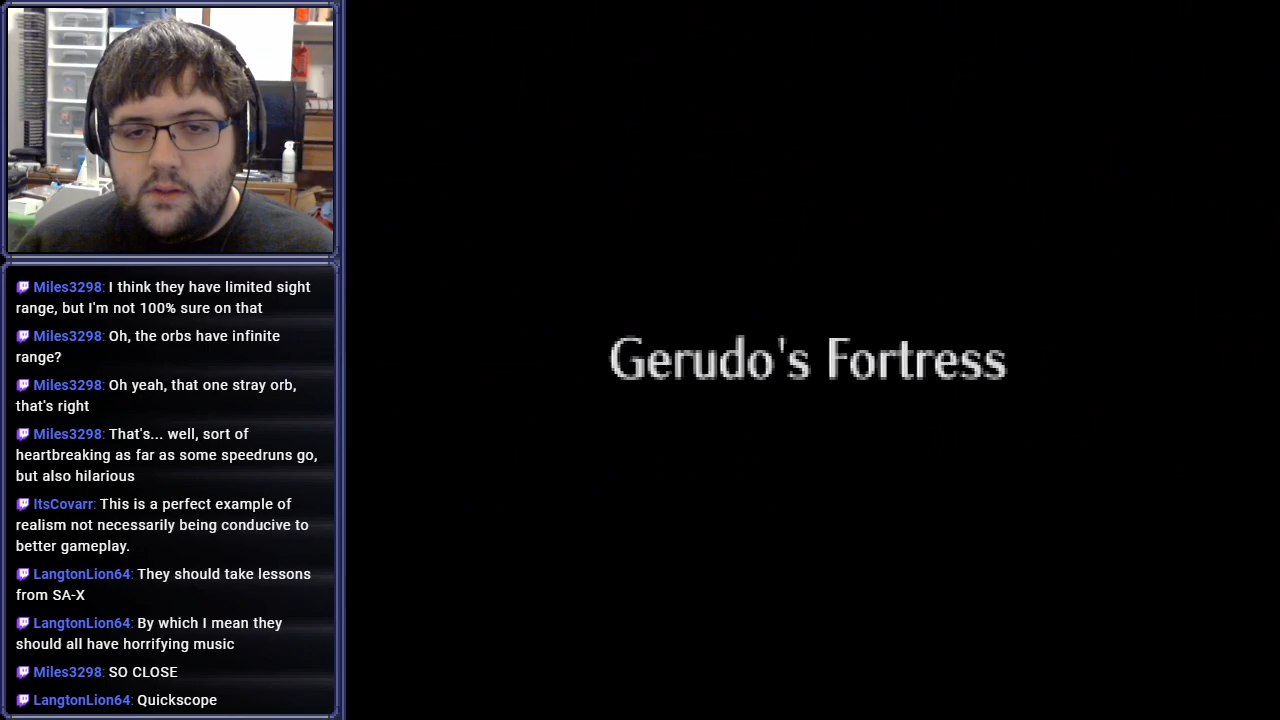 Miles3298: I think they have limited sight
range, but I'm not 100% sure on that
Miles3298: Oh, the orbs have infinite
range?
Miles3298: Oh yeah, that one stray orb,
that's right
Miles3298: That's... well, sort of
heartbreaking as far as some speedruns go,
but also hilarious
ItsCovarr: This is a perfect example of
realism not necessarily being conducive to
better gameplay.
LangtonLion64: They should take lessons
from SA-X
LangtonLion64: By which I mean they
should all have horrifying music
Miles3298: SO CLOSE
LangtonLion64: Quickscope
Gerudo's Fortress